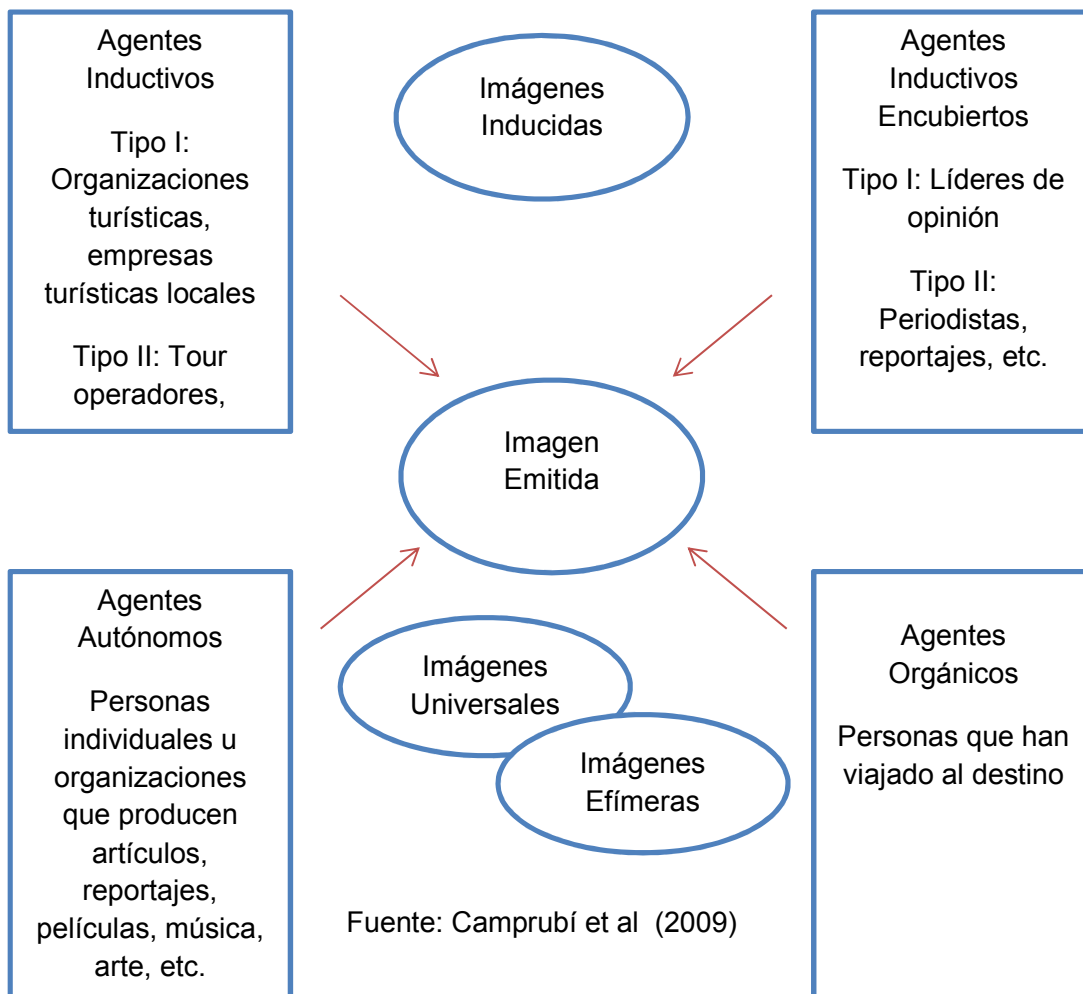 Agentes
Inductivos
Tipo I:
Organizaciones
turísticas,
empresas
turísticas locales
Tipo II: Tour
operadores,
Imágenes
Inducidas
Agentes
Inductivos
Encubiertos
Tipo I: Líderes de
opinión
Tipo II:
Periodistas,
reportajes, etc.
Imagen
Emitida
Agentes
Autónomos
Personas
individuales u
organizaciones
que producen
artículos,
reportajes,
películas, música,
arte, etc.
Imágenes
Universales
Imágenes
Efímeras
Agentes
Orgánicos
Personas que han
viajado al destino
Fuente: Camprubí et al (2009)